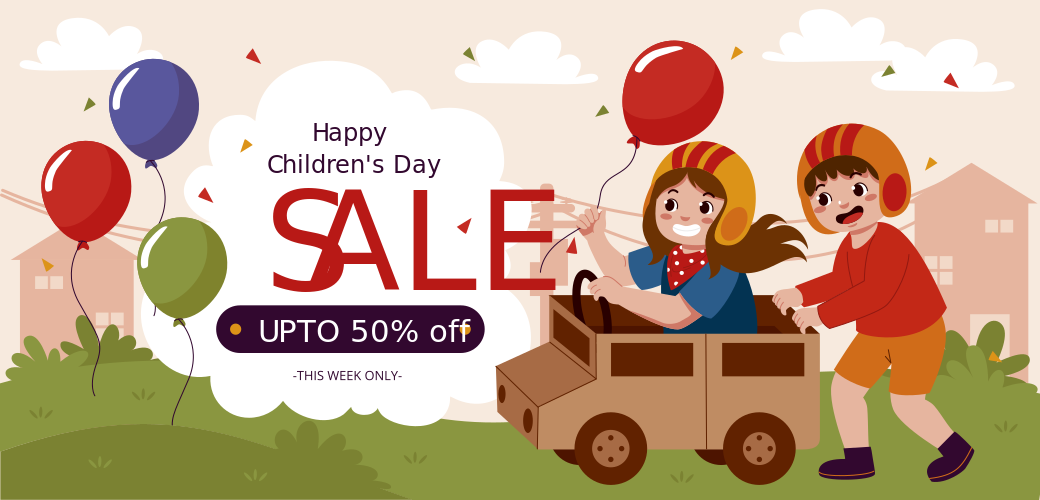 Happy
Children's Day
SALE
UPTO 50% off
-THIS WEEK ONLY-